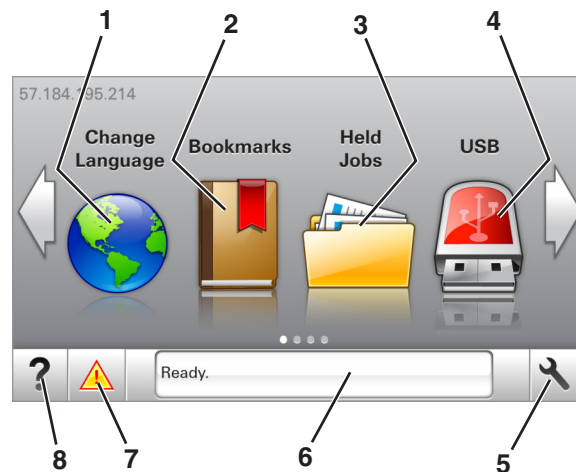 1 2 3 4
57.184.195.214
Change Language
Bookmarks
Held Jobs
USB
?
Ready.
8 7 6 5